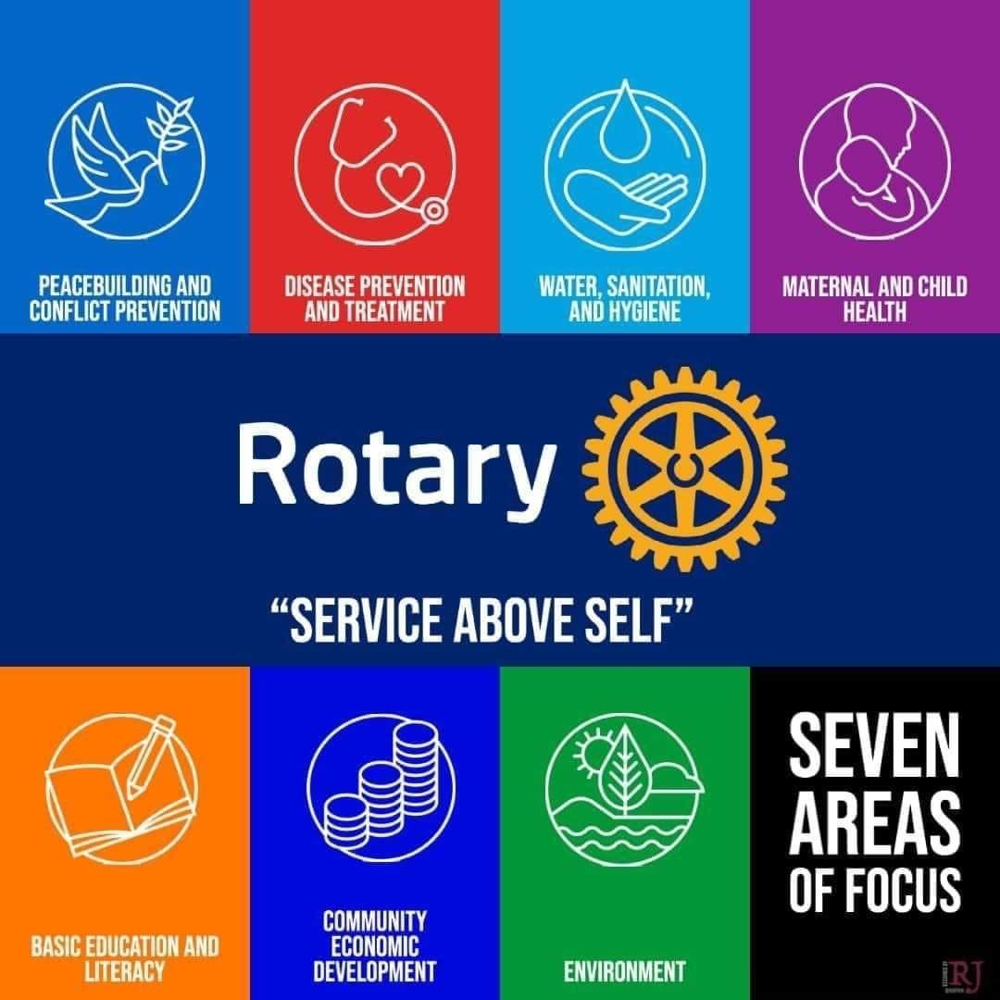 PEACEBUILDING AND
CONFLICT PREVENTION
DISEASE PREVENTION
AND TREATMENT
WATER, SANITATION,
AND HYGIENE
MATERNAL AND CHILD
HEALTH
Rotary
“SERVICE ABOVE SELF”
BASIC EDUCATION AND
LITERACY
COMMUNITY
ECONOMIC
DEVELOPMENT
ENVIRONMENT
SEVEN
AREAS
OF FOCUS
RJ